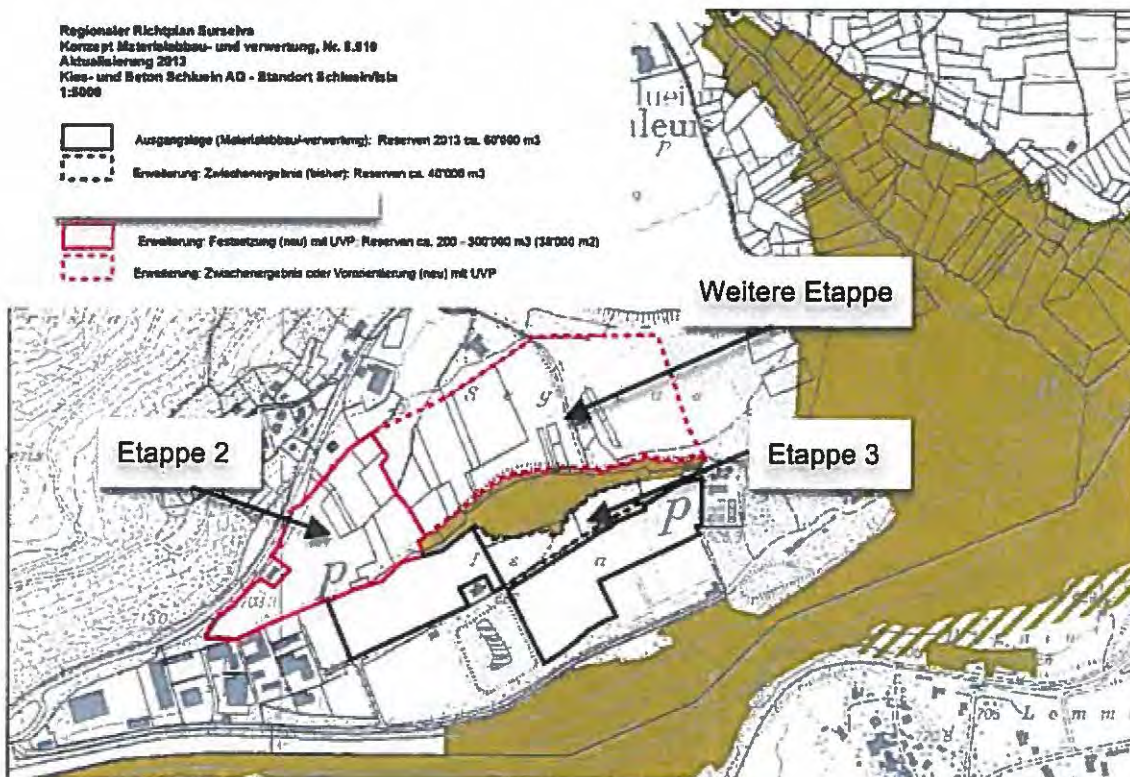 Regionaler Richtplan Surselva
Konzept Materialabbau- und verwertung, Nr. 5.510
Aktualisierung 2013
Kies- und Beton Schluein AG - Standort Schluein/Isla
1:5000
Ausgangslage (Materialabbau/-verwertung): Reserven 2013 ca. 60'000 m3
Erweiterung: Zwischenergebnis (bisher): Reserven ca. 40'000 m3
Erweiterung: Festsetzung (neu) mit UVP: Reserven ca. 200 - 300'000 m3 (38'000 m2)
Erweiterung: Zwischenergebnis oder Vororientierung (neu) mit UVP
Weitere Etappe
Etappe 2
Etappe 3
S e g
P
p
I s l a
705